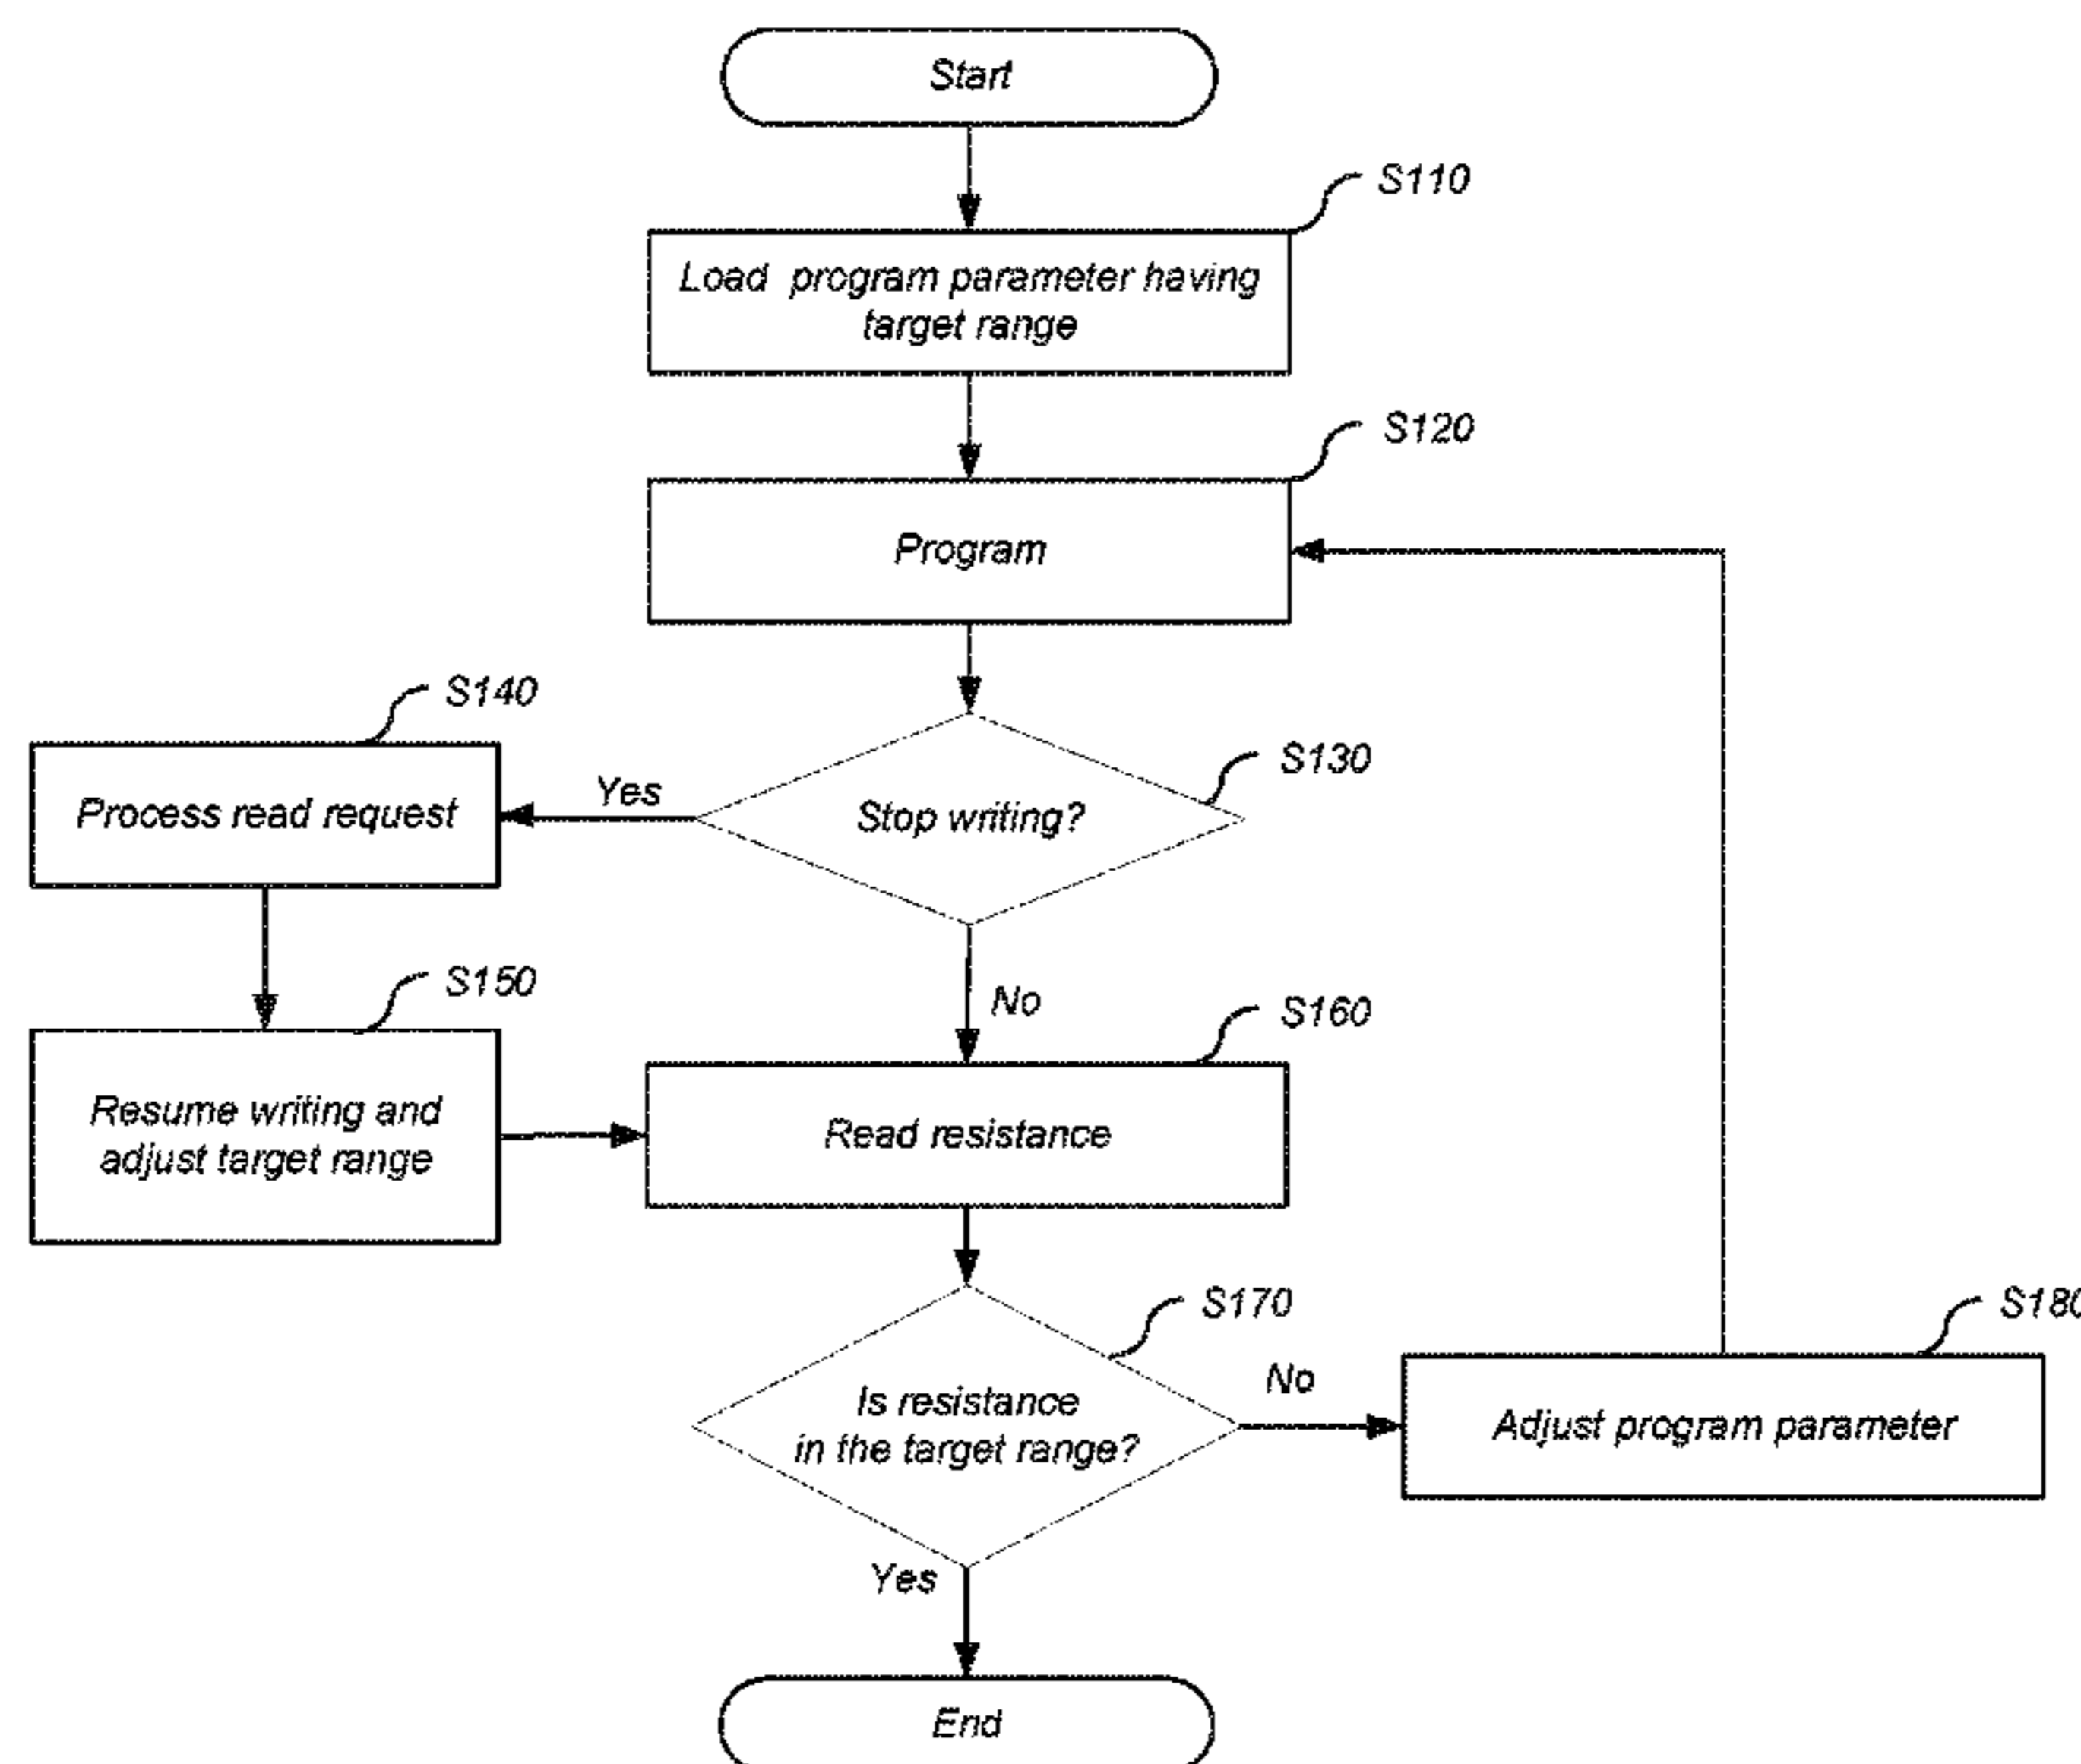 Start
S110
Load program parameter having
target range
S120
Program
S140
S130
Yes
Process read request
Stop writing?
S150
No
S160
Resume writing and
adjust target range
Read resistance
S170
S180
No
Is resistance
in the target range?
Adjust program parameter
Yes
End